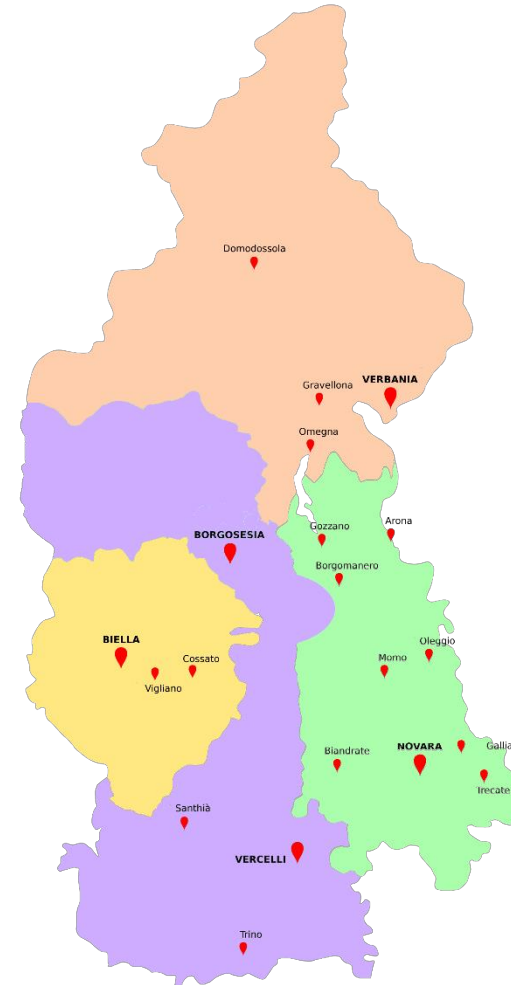 Domodossola
VERBANIA
Gravellona
Omegna
Arona
Gozzano
BORGOSESIA
Borgomanero
BIELLA
Oleggio
Cossato
Momo
Vigliano
NOVARA
Gallia
Biandrate
Trecate
Santhià
VERCELLI
Trino